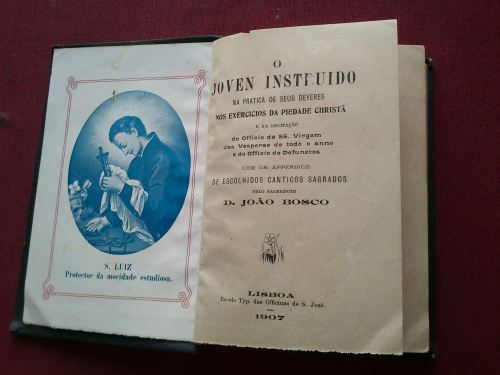 S. LUIZ
Protector da mocidade estudiosa.
O
JOVEN INSTRUIDO
NA PRATICA DE SEUS DEVERES
NOS EXERCICIOS DA PIEDADE CHRISTÃ
E NA RECITAÇÃO
do Officio da SS. Virgem
das Vesperas de todo o anno
e do Officio de Defunctos
COM UM APPENDICE
DE ESCOLHIDOS CANTICOS SAGRADOS
PELO SACERDOTE
D. JOÃO BOSCO
LISBOA
Escola Typ. das Officinas de S. José.
1907